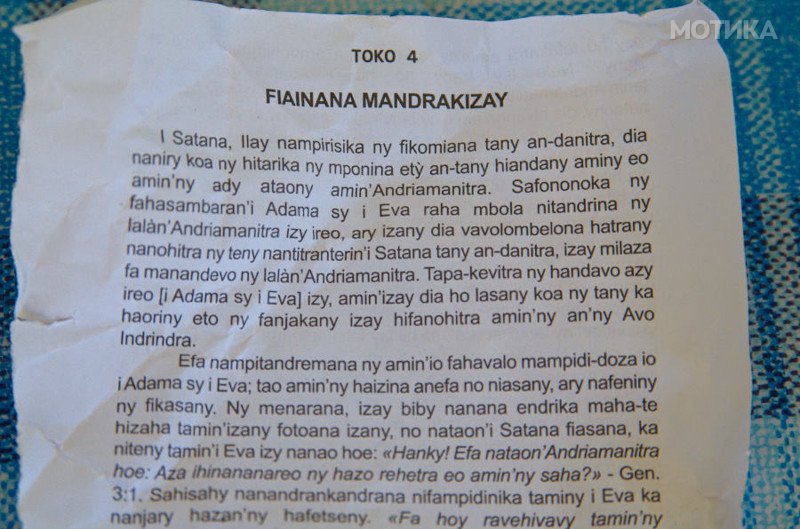 МОТИКА
TOKO 4
FIAINANA MANDRAKIZAY
I Satana, Ilay nampirisika ny fikomiana tany an-danitra, dia
naniry koa ny hitarika ny mponina etỳ an-tany hiandany aminy eo
amin'ny ady ataony amin'Andriamanitra. Safononoka ny
fahasambaran'i Adama sy i Eva raha mbola nitandrina ny
lalàn'Andriamanitra izy ireo, ary izany dia vavolombelona hatrany
nanohitra ny teny nantitranterin'i Satana tany an-danitra, izay milaza
fa manandevo ny lalàn'Andriamanitra. Tapa-kevitra ny handavo azy
ireo [i Adama sy i Eva] izy, amin'izay dia ho lasany koa ny tany ka
haoriny eto ny fanjakany izay hifanohitra amin'ny an'ny Avo
Indrindra.
Efa nampitandremana ny amin'io fahavalo mampidi-doza io
i Adama sy i Eva; tao amin'ny haizina anefa no niasany, ary nafeniny
ny fikasany. Ny menarana, izay biby nanana endrika maha-te
hizaha tamin'izany fotoana izany, no nataon'i Satana fiasana, ka
niteny tamin'i Eva izy nanao hoe: «Hanky! Efa nataon'Andriamanitra
hoe: Aza ihinananareo ny hazo rehetra eo amin'ny saha?» - Gen.
3:1. Sahisahy nanandrankandrana nifampidinika taminy i Eva ka
nanjary hazan'ny hafetseny. «Fa hoy ravehivavy tamin'ny